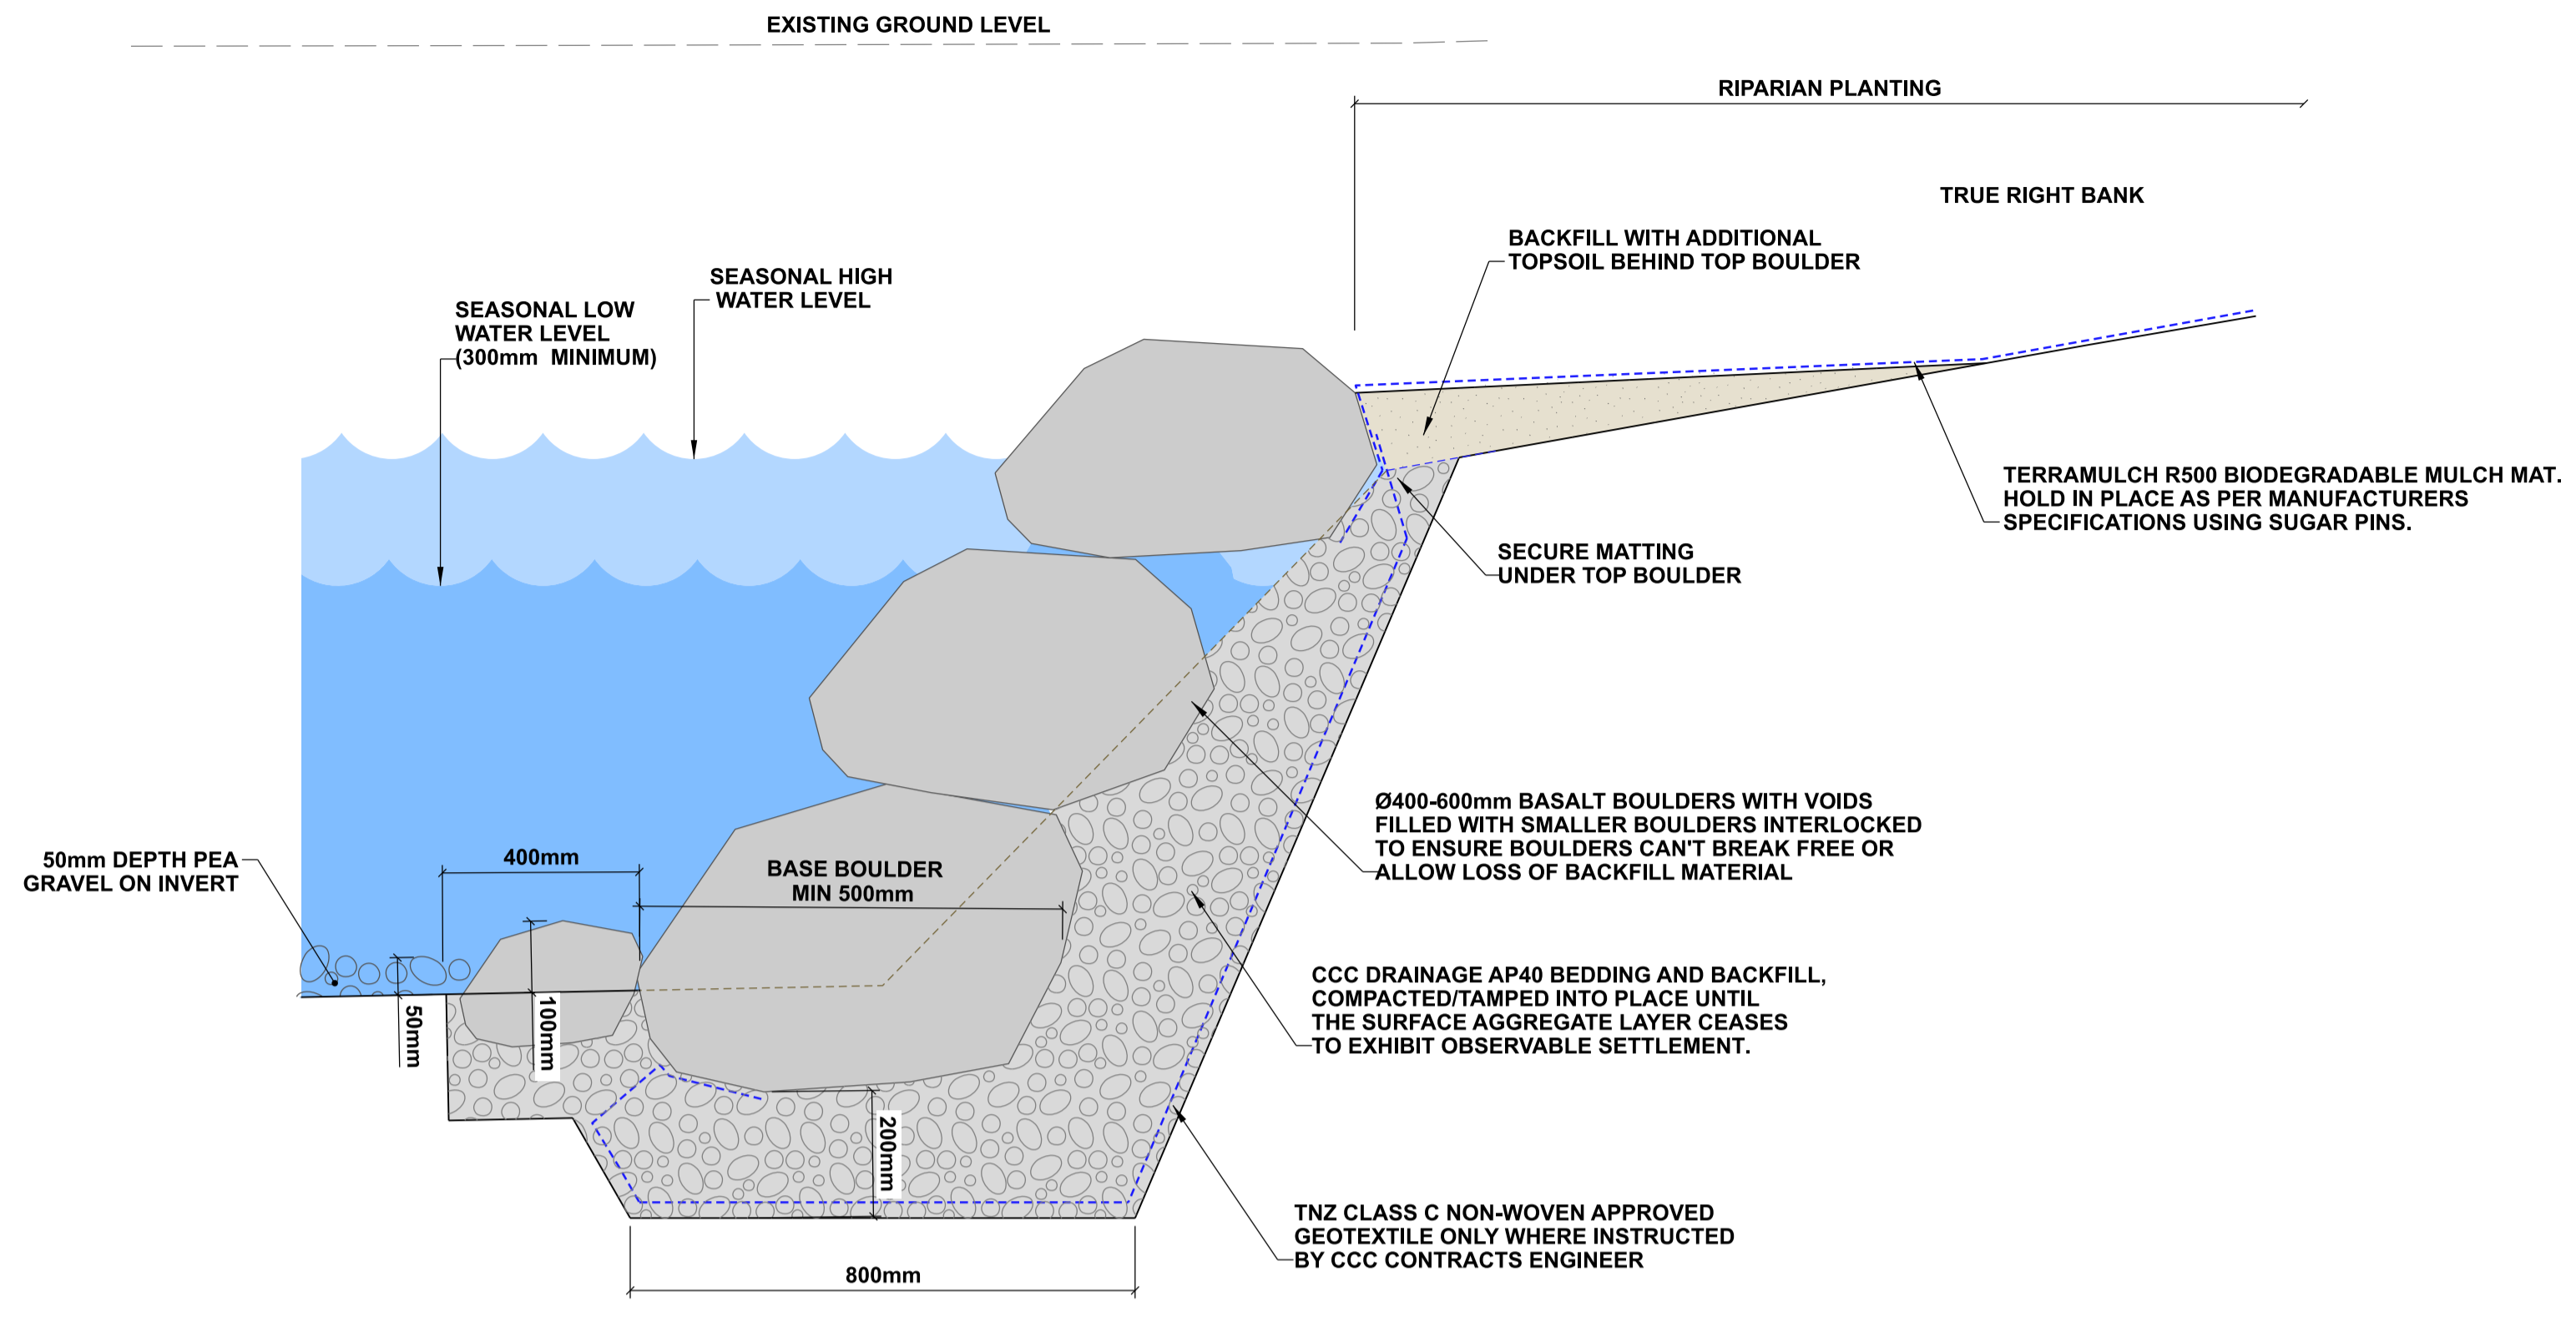 EXISTING GROUND LEVEL
RIPARIAN PLANTING
TRUE RIGHT BANK
BACKFILL WITH ADDITIONAL
TOPSOIL BEHIND TOP BOULDER
SEASONAL HIGH
WATER LEVEL
SEASONAL LOW
WATER LEVEL
(300mm MINIMUM)
TERRAMULCH R500 BIODEGRADABLE MULCH MAT.
HOLD IN PLACE AS PER MANUFACTURERS
SPECIFICATIONS USING SUGAR PINS.
SECURE MATTING
UNDER TOP BOULDER
Ø400-600mm BASALT BOULDERS WITH VOIDS
FILLED WITH SMALLER BOULDERS INTERLOCKED
TO ENSURE BOULDERS CAN'T BREAK FREE OR
ALLOW LOSS OF BACKFILL MATERIAL
50mm DEPTH PEA
GRAVEL ON INVERT
400mm
BASE BOULDER
MIN 500mm
CCC DRAINAGE AP40 BEDDING AND BACKFILL,
COMPACTED/TAMPED INTO PLACE UNTIL
THE SURFACE AGGREGATE LAYER CEASES
TO EXHIBIT OBSERVABLE SETTLEMENT.
50mm
100mm
200mm
TNZ CLASS C NON-WOVEN APPROVED
GEOTEXTILE ONLY WHERE INSTRUCTED
BY CCC CONTRACTS ENGINEER
800mm